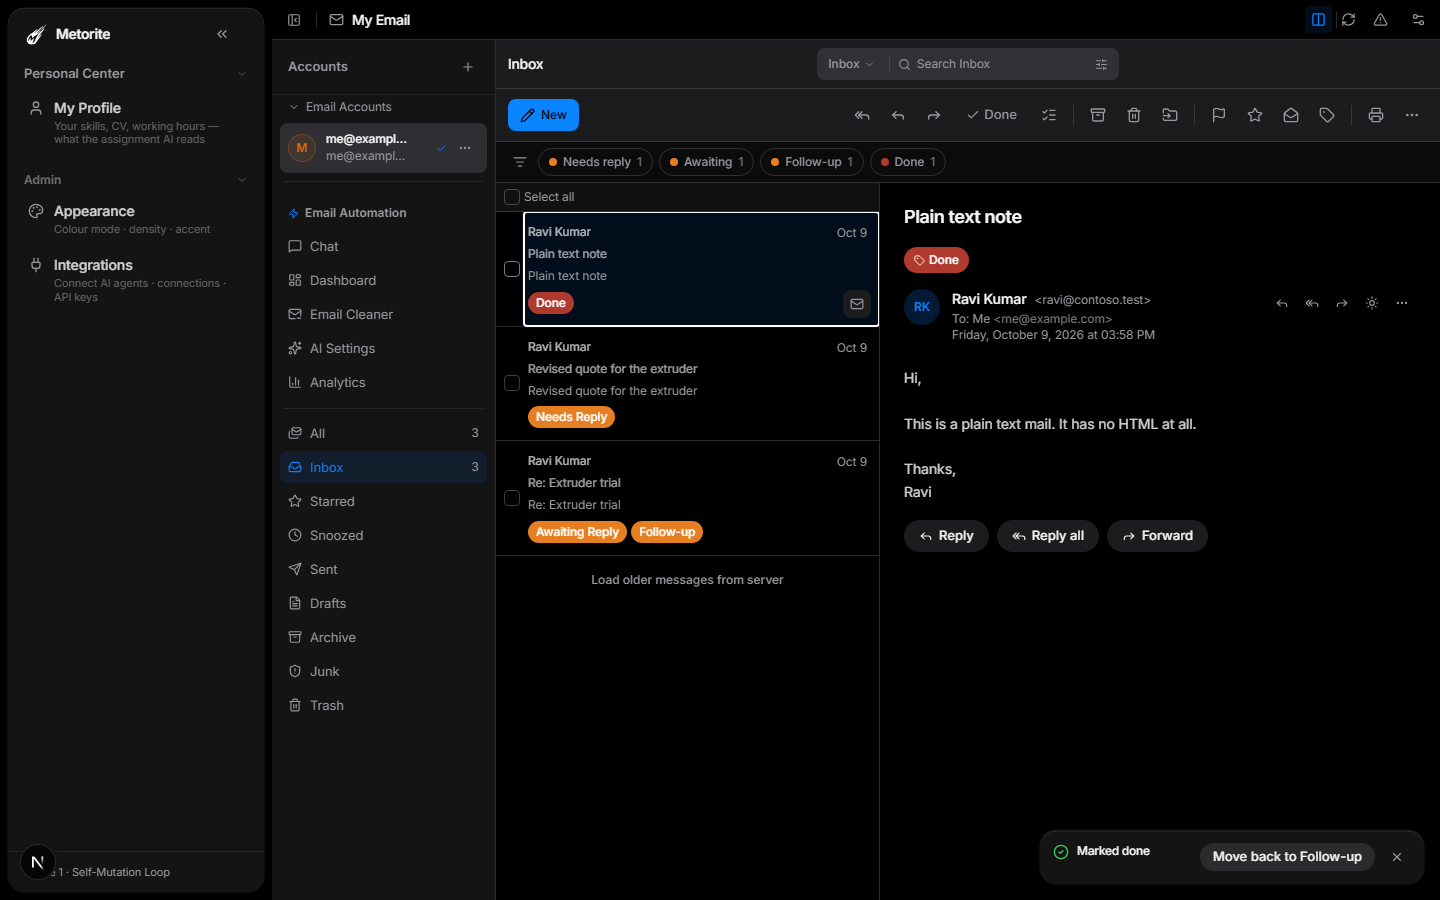 Metorite
Personal Center
My Profile
Your skills, CV, working hours —
what the assignment AI reads
Admin
Appearance
Colour mode · density · accent
Integrations
Connect AI agents · connections ·
API keys
N
1 · Self-Mutation Loop
My Email
Accounts
Email Accounts
M
me@exampl...
me@exampl...
Email Automation
Chat
Dashboard
Email Cleaner
AI Settings
Analytics
All 3
Inbox 3
Starred
Snoozed
Sent
Drafts
Archive
Junk
Trash
Inbox
Inbox Search Inbox
New
Done
Needs reply 1 Awaiting 1 Follow-up 1 Done 1
Select all
Ravi Kumar Oct 9
Plain text note
Plain text note
Done
Ravi Kumar Oct 9
Revised quote for the extruder
Revised quote for the extruder
Needs Reply
Ravi Kumar Oct 9
Re: Extruder trial
Re: Extruder trial
Awaiting Reply Follow-up
Load older messages from server
Plain text note
Done
RK
Ravi Kumar <ravi@contoso.test>
To: Me <me@example.com>
Friday, October 9, 2026 at 03:58 PM
Hi,
This is a plain text mail. It has no HTML at all.
Thanks,
Ravi
Reply Reply all Forward
Marked done Move back to Follow-up